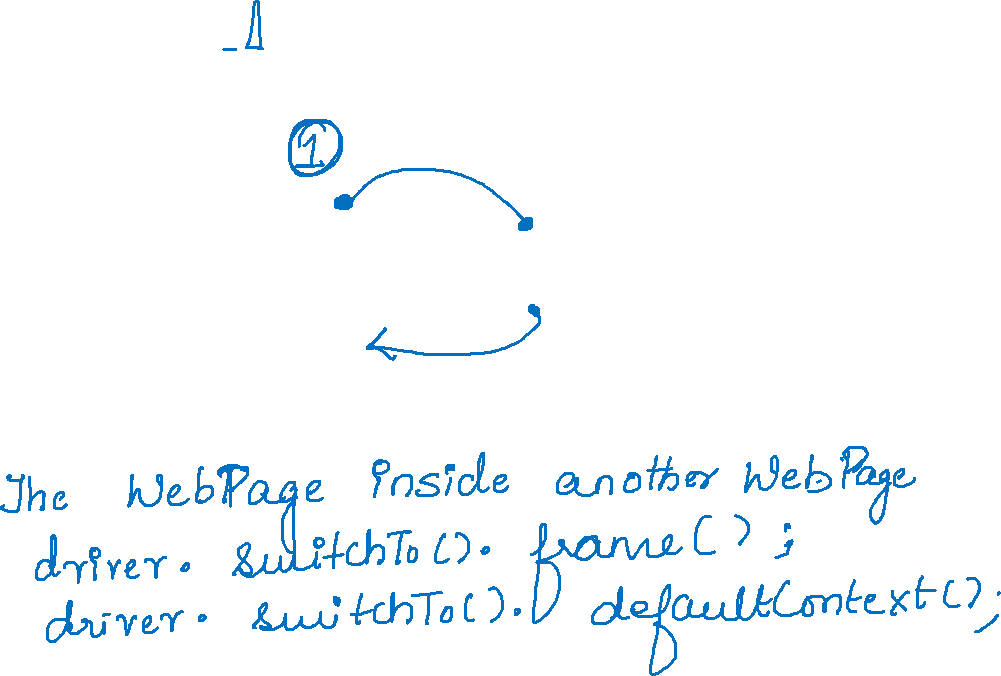 1
The WebPage inside another WebPage
driver. switchTo(). frame();
driver. switchTo(). defaultContext();